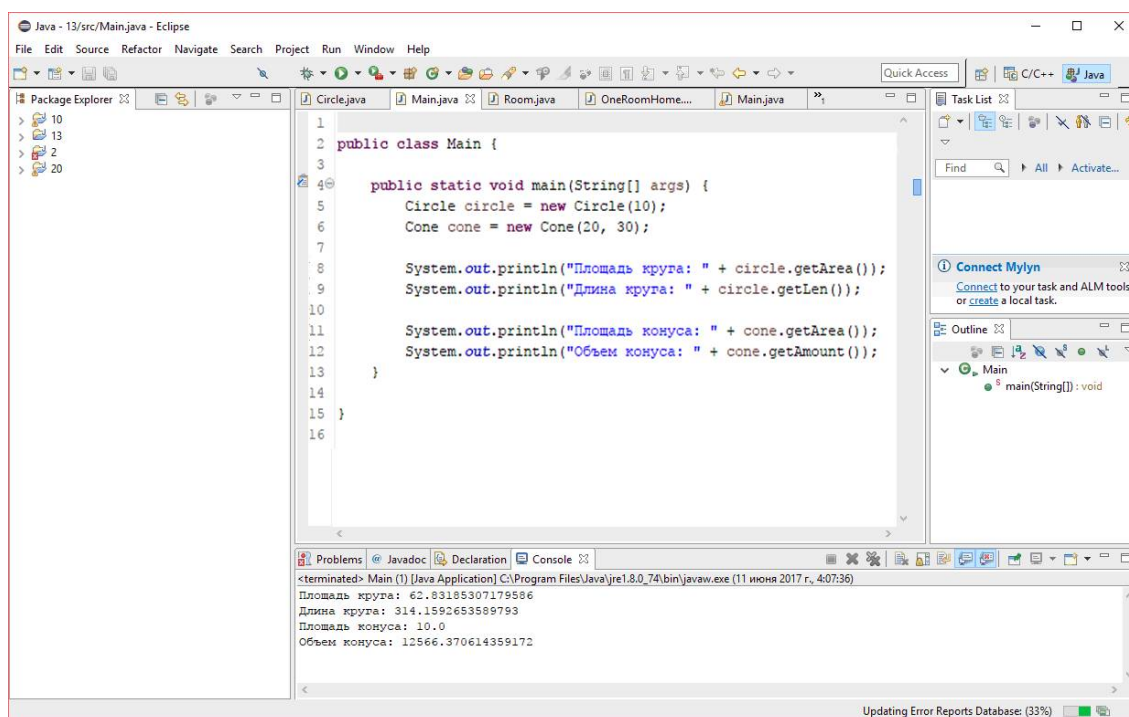 Java - 13/src/Main.java - Eclipse
File Edit Source Refactor Navigate Search Project Run Window Help
Quick Access
C/C++
Java
Package Explorer
10
13
2
20
Circle.java
Main.java
Room.java
OneRoomHome....
Main.java
»1
1
2 public class Main {
3
4 public static void main(String[] args) {
5 Circle circle = new Circle(10);
6 Cone cone = new Cone(20, 30);
7
8 System.out.println("Площадь круга: " + circle.getArea());
9 System.out.println("Длина круга: " + circle.getLen());
10
11 System.out.println("Площадь конуса: " + cone.getArea());
12 System.out.println("Объем конуса: " + cone.getAmount());
13 }
14
15 }
16
Task List
Find
All
Activate...
Connect Mylyn
Connect to your task and ALM tools
or create a local task.
Outline
Main
main(String[]) : void
Problems @ Javadoc Declaration Console
<terminated> Main (1) [Java Application] C:\Program Files\Java\jre1.8.0_74\bin\javaw.exe (11 июня 2017 г., 4:07:36)
Площадь круга: 62.83185307179586
Длина круга: 314.1592653589793
Площадь конуса: 10.0
Объем конуса: 12566.370614359172
Updating Error Reports Database: (33%)